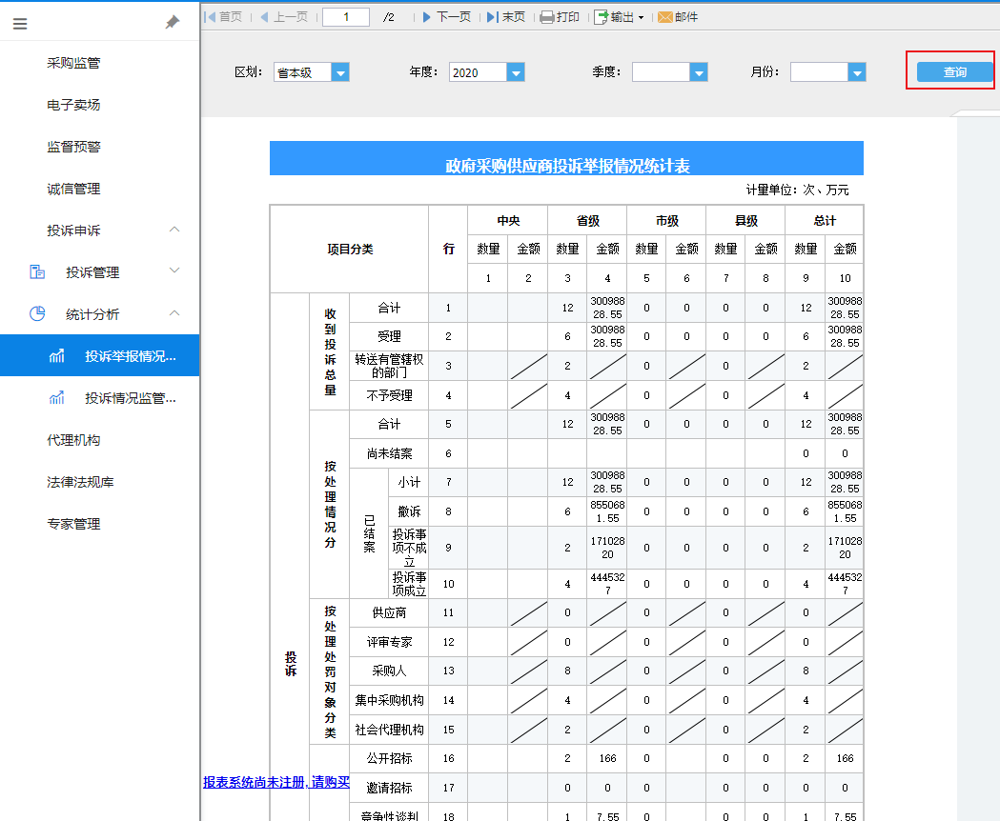 首页 上一页 1 /2 下一页 末页 打印 输出 邮件
采购监管
电子卖场
监督预警
诚信管理
投诉申诉
投诉管理
统计分析
投诉举报情况...
投诉情况监管...
代理机构
法律法规库
专家管理
区划: 省本级 年度: 2020 季度: 月份: 查询
政府采购供应商投诉举报情况统计表
计量单位: 次、万元
项目分类 行 中央 省级 市级 县级 总计
数量 金额 数量 金额 数量 金额 数量 金额 数量 金额
1 2 3 4 5 6 7 8 9 10
投诉
收到投诉总量
合计 1 12 30098828.55 0 0 0 0 12 30098828.55
受理 2 6 30098828.55 0 0 0 0 6 30098828.55
转送有管辖权的部门 3 2 0 0 2
不予受理 4 4 0 0 4
按处理情况分
合计 5 12 30098828.55 0 0 0 0 12 30098828.55
尚未结案 6 0 0
已结案
小计 7 12 30098828.55 0 0 0 0 12 30098828.55
撤诉 8 6 8550681.55 0 0 0 0 6 8550681.55
投诉事项不成立 9 2 17102820 0 0 0 0 2 17102820
投诉事项成立 10 4 4445327 0 0 0 0 4 4445327
按处理处罚对象分类
供应商 11 0 0 0 0
评审专家 12 0 0 0 0
采购人 13 8 0 0 8
集中采购机构 14 4 0 0 4
社会代理机构 15 2 0 0 2
公开招标 16 2 166 0 0 0 2 166
邀请招标 17 0 0 0 0 0 0 0
竞争性谈判 18 1 7.55 0 0 0 1 7.55
报表系统尚未注册, 请购买